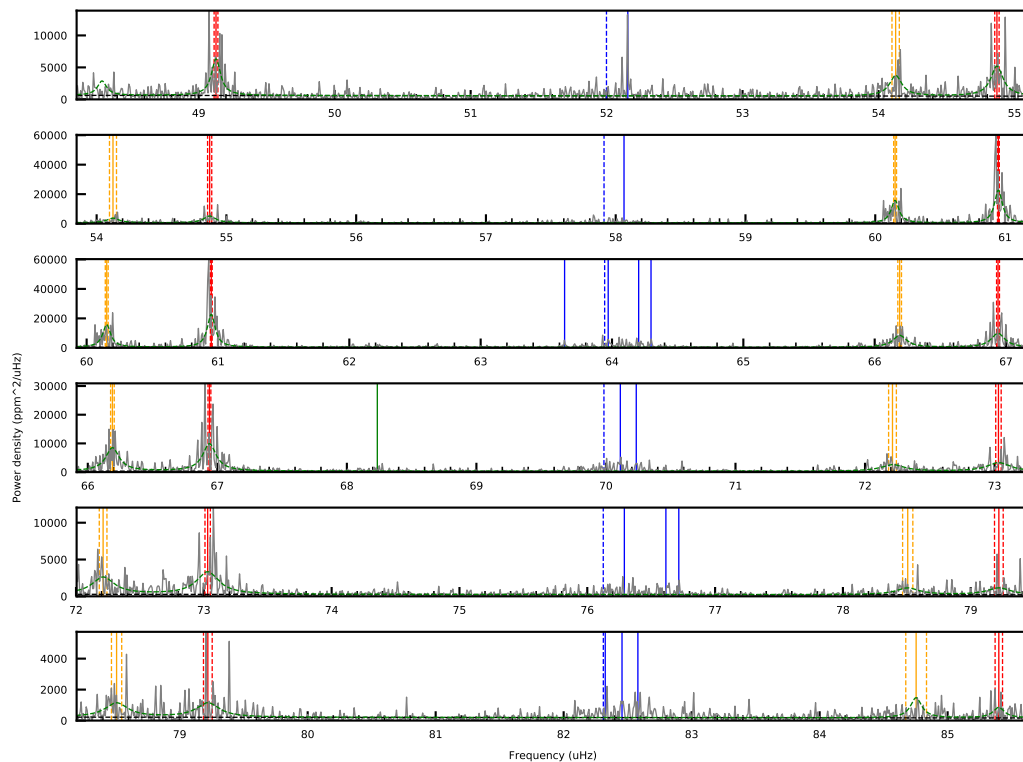 10000
5000
0
49 50 51 52 53 54 55
60000
40000
20000
0
54 55 56 57 58 59 60 61
60000
40000
20000
0
60 61 62 63 64 65 66 67
30000
20000
10000
0
66 67 68 69 70 71 72 73
Power density (ppm^2/uHz)
10000
5000
0
72 73 74 75 76 77 78 79
4000
2000
0
79 80 81 82 83 84 85
Frequency (uHz)